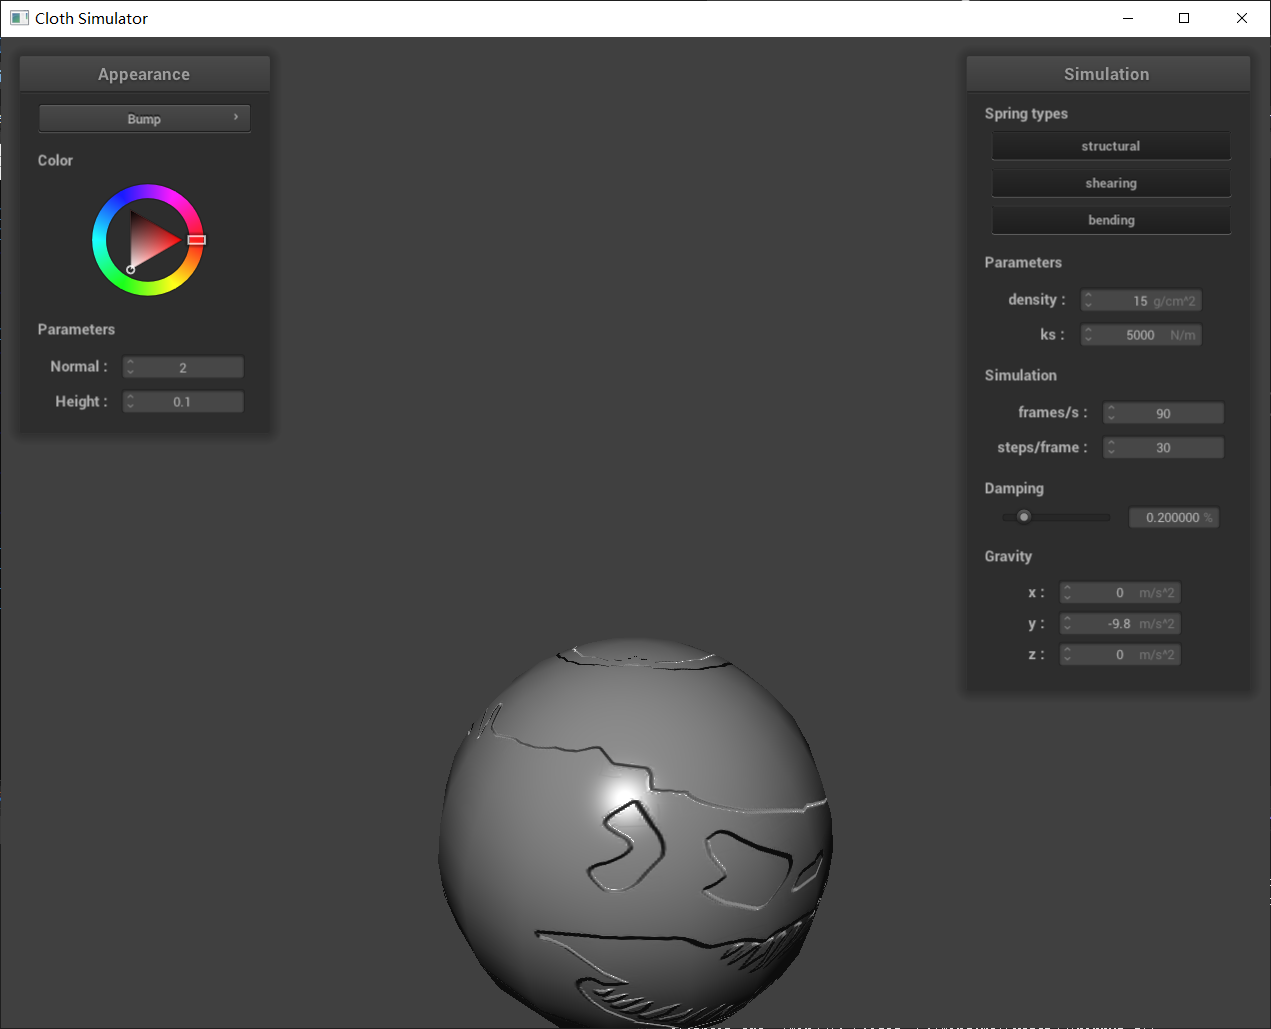 Cloth Simulator
Appearance
Bump
Color
Parameters
Normal : 2
Height : 0.1
Simulation
Spring types
structural
shearing
bending
Parameters
density : 15 g/cm^2
ks : 5000 N/m
Simulation
frames/s : 90
steps/frame : 30
Damping
0.200000 %
Gravity
x : 0 m/s^2
y : -9.8 m/s^2
z : 0 m/s^2